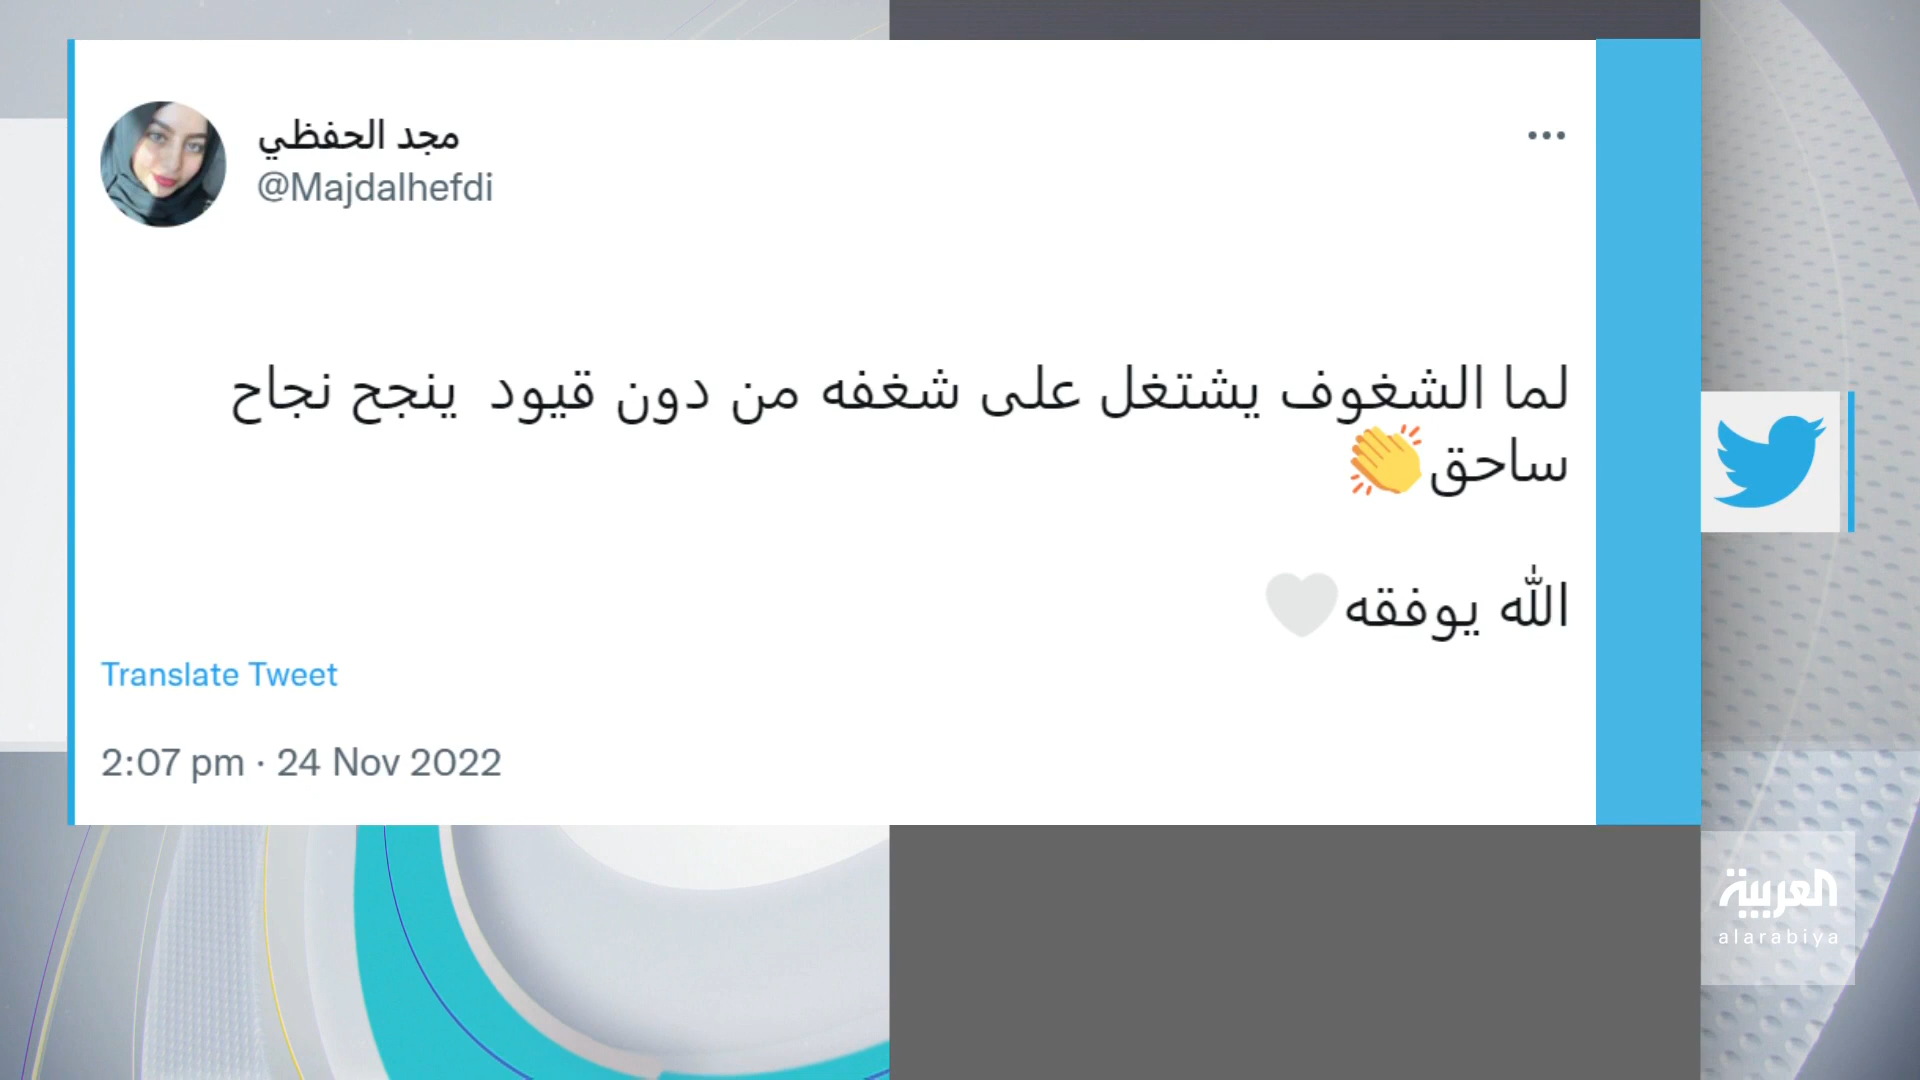 مجد الحفظي
@Majdalhefdi
لما الشغوف يشتغل على شغفه من دون قيود ينجح نجاح
ساحق👏
الله يوفقه🤍
Translate Tweet
2:07 pm · 24 Nov 2022
العربية
alarabiya